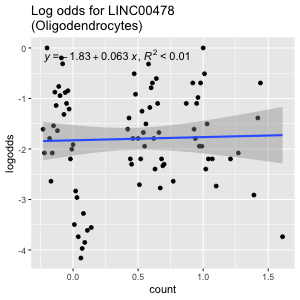 Log odds for LINC00478
(Oligodendrocytes)
y = − 1.83 + 0.063 x, R² < 0.01
0
-1
-2
-3
-4
logodds
0.0 0.5 1.0 1.5
count